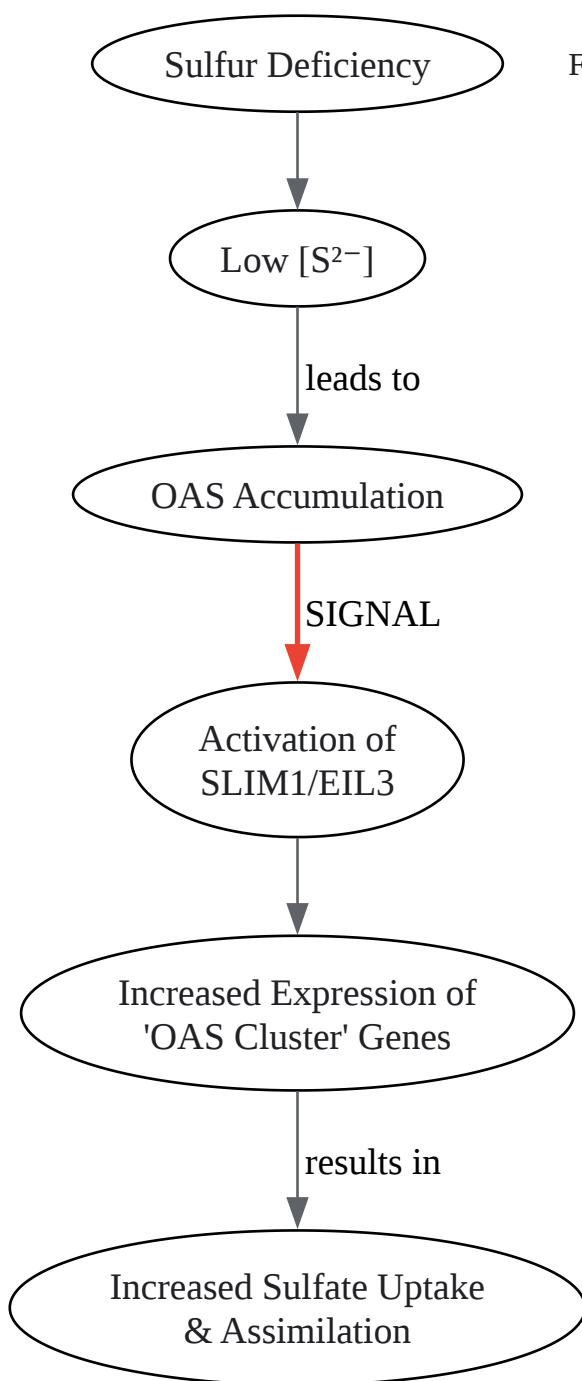 Sulfur Deficiency
F
Low [S²⁻]
leads to
OAS Accumulation
SIGNAL
Activation of
SLIM1/EIL3
Increased Expression of
'OAS Cluster' Genes
results in
Increased Sulfate Uptake
& Assimilation